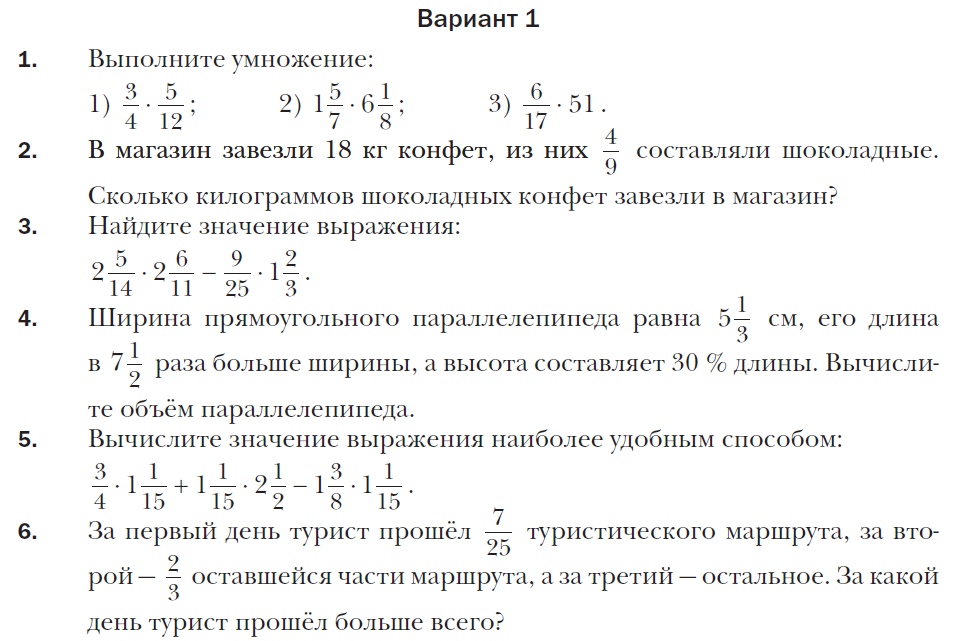 Вариант 1
1. Выполните умножение:
1) 3/4 · 5/12; 2) 1 5/7 · 6 1/8; 3) 6/17 · 51.
2. В магазин завезли 18 кг конфет, из них 4/9 составляли шоколадные.
Сколько килограммов шоколадных конфет завезли в магазин?
3. Найдите значение выражения:
2 5/14 · 2 6/11 – 9/25 · 1 2/3.
4. Ширина прямоугольного параллелепипеда равна 5 1/3 см, его длина
в 7 1/2 раза больше ширины, а высота составляет 30 % длины. Вычисли-
те объём параллелепипеда.
5. Вычислите значение выражения наиболее удобным способом:
3/4 · 1 1/15 + 1 1/15 · 2 1/2 – 1 3/8 · 1 1/15.
6. За первый день турист прошёл 7/25 туристического маршрута, за вто-
рой – 2/3 оставшейся части маршрута, а за третий – остальное. За какой
день турист прошёл больше всего?